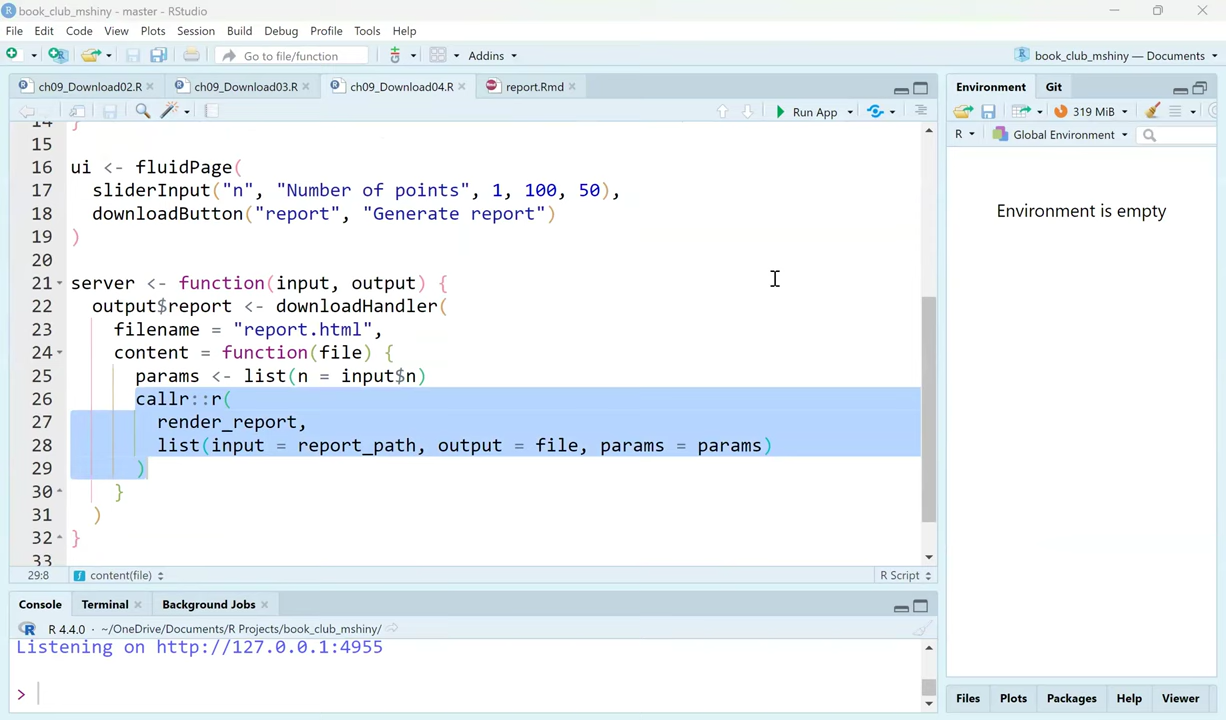 book_club_mshiny - master - RStudio
File Edit Code View Plots Session Build Debug Profile Tools Help
Go to file/function Addins book_club_mshiny — Documents
ch09_Download02.R ch09_Download03.R ch09_Download04.R report.Rmd
Run App
14 }
15
16 ui <- fluidPage(
17 sliderInput("n", "Number of points", 1, 100, 50),
18 downloadButton("report", "Generate report")
19 )
20
21 server <- function(input, output) {
22 output$report <- downloadHandler(
23 filename = "report.html",
24 content = function(file) {
25 params <- list(n = input$n)
26 callr::r(
27 render_report,
28 list(input = report_path, output = file, params = params)
29 )
30 }
31 )
32 }
33
29:8 content(file) R Script
Console Terminal Background Jobs
R 4.4.0 · ~/OneDrive/Documents/R Projects/book_club_mshiny/
Listening on http://127.0.0.1:4955
>
Environment Git
319 MiB
R Global Environment
Environment is empty
Files Plots Packages Help Viewer